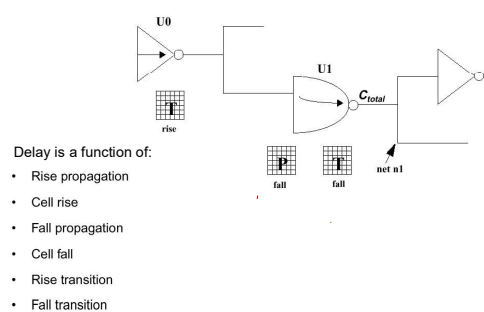 U0
U1
C total
T
rise
P
T
fall
fall
net n1
Delay is a function of:
• Rise propagation
• Cell rise
• Fall propagation
• Cell fall
• Rise transition
• Fall transition